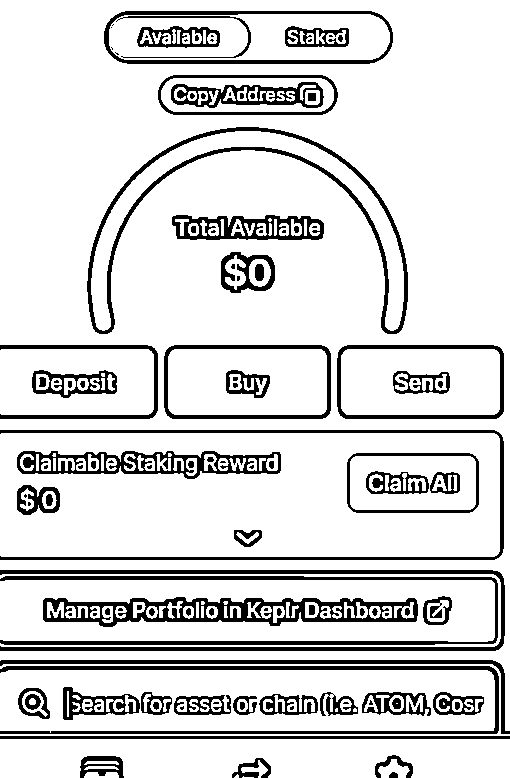 Available Staked
Copy Address
Total Available
$0
Deposit Buy Send
Claimable Staking Reward
$0
Claim All
Manage Portfolio in Keplr Dashboard
Search for asset or chain (i.e. ATOM, Cosr